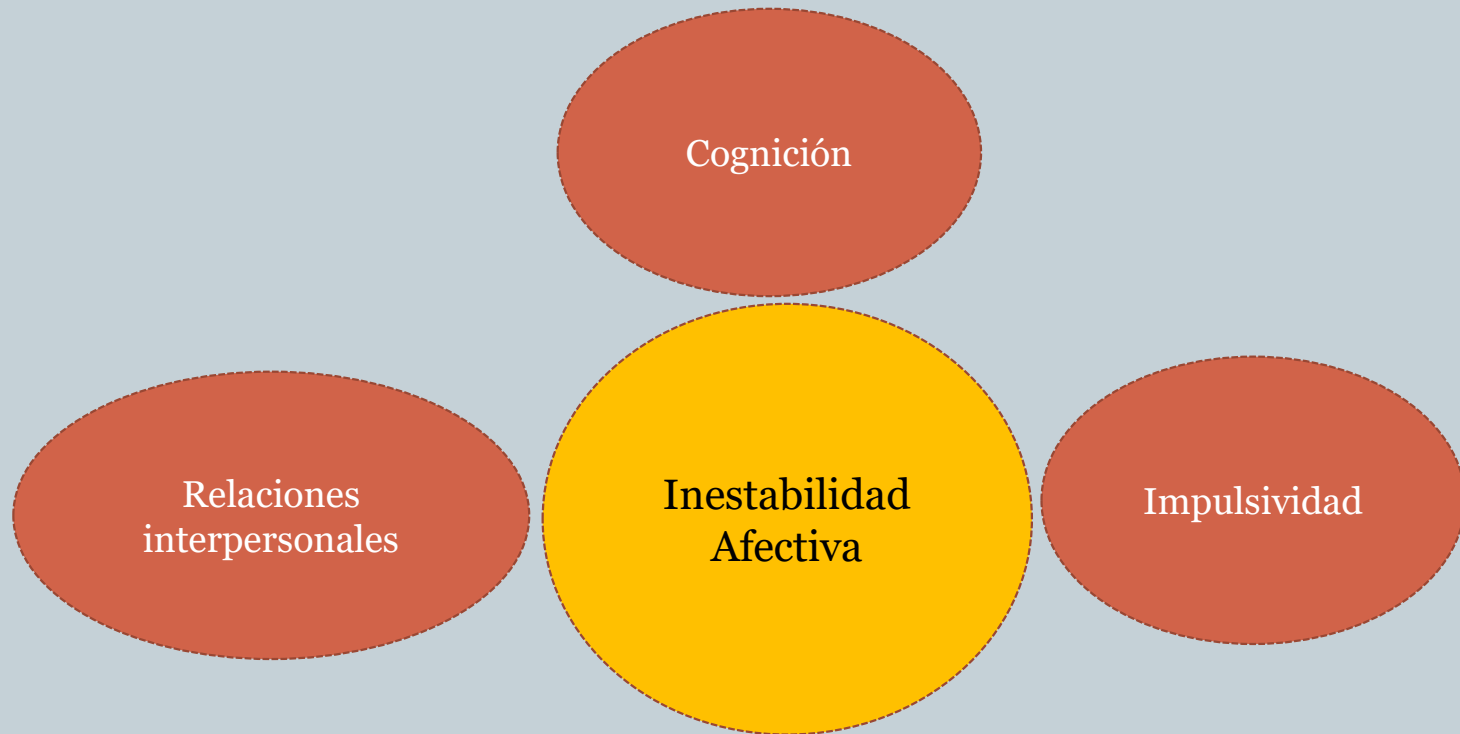 Cognición
Relaciones
interpersonales
Inestabilidad
Afectiva
Impulsividad